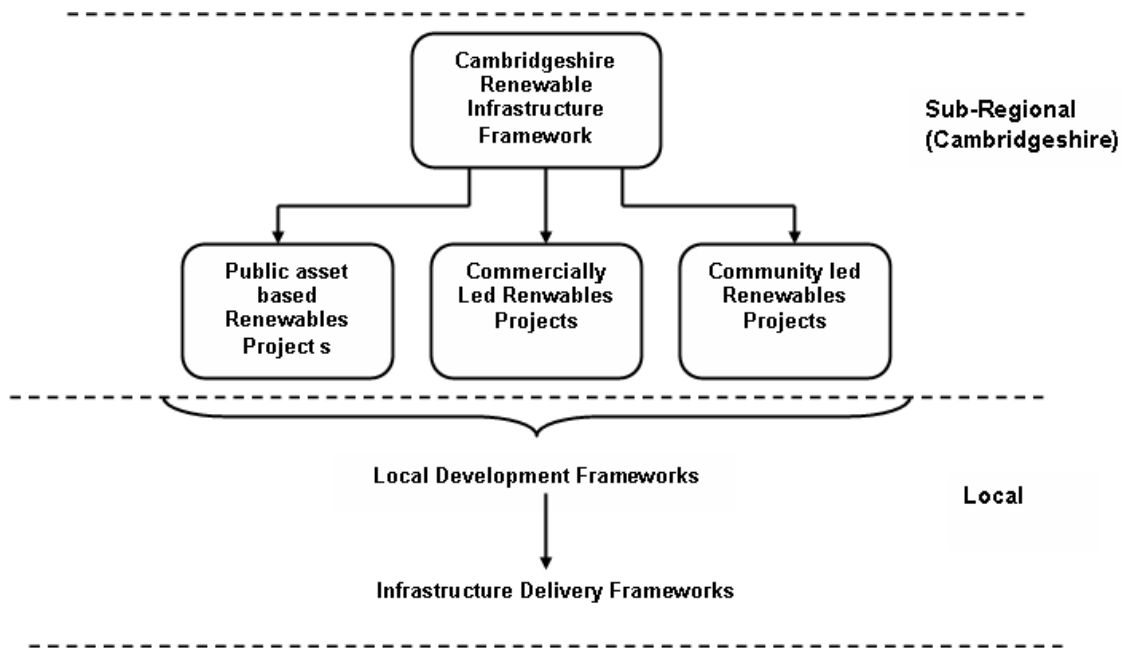 Cambridgeshire
Renewable
Infrastructure
Framework
Sub-Regional
(Cambridgeshire)
Public asset
based
Renewables
Project s
Commercially
Led Renwables
Projects
Community led
Renewables
Projects
Local Development Frameworks
Local
Infrastructure Delivery Frameworks